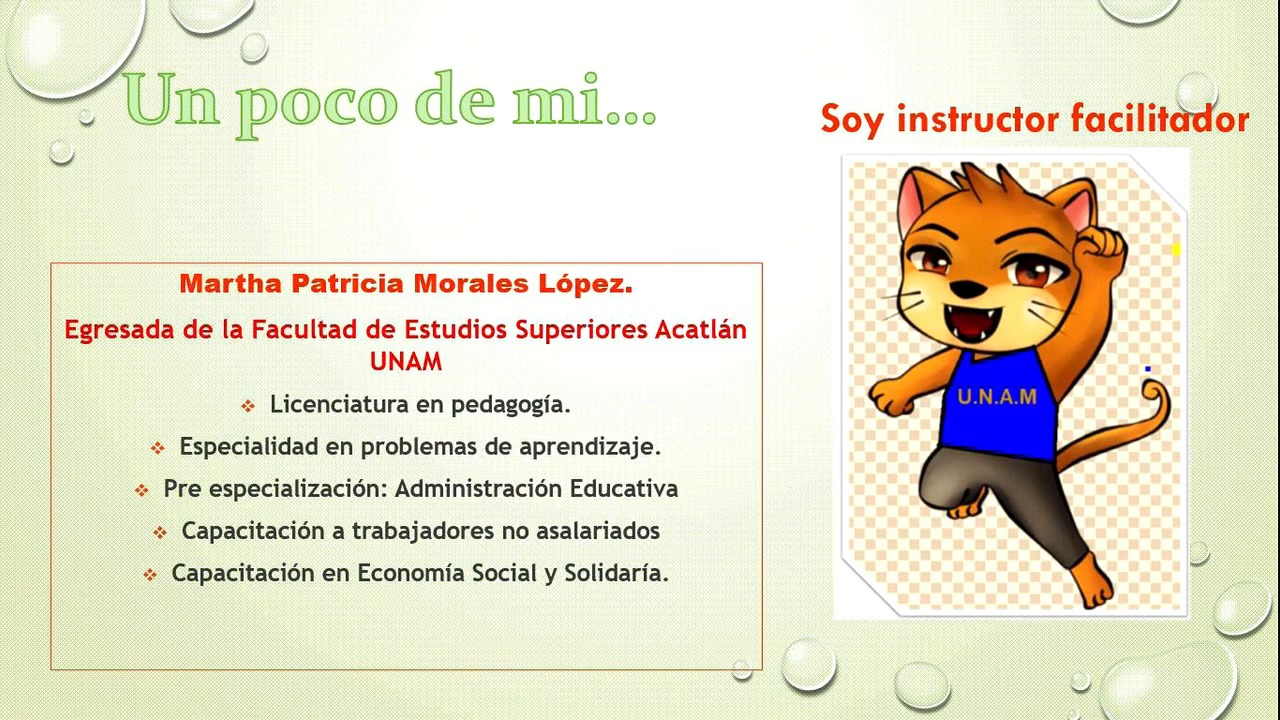 Un poco de mi...
Soy instructor facilitador
Martha Patricia Morales López.
Egresada de la Facultad de Estudios Superiores Acatlán
UNAM
Licenciatura en pedagogía.
Especialidad en problemas de aprendizaje.
Pre especialización: Administración Educativa
Capacitación a trabajadores no asalariados
Capacitación en Economía Social y Solidaría.
U.N.A.M